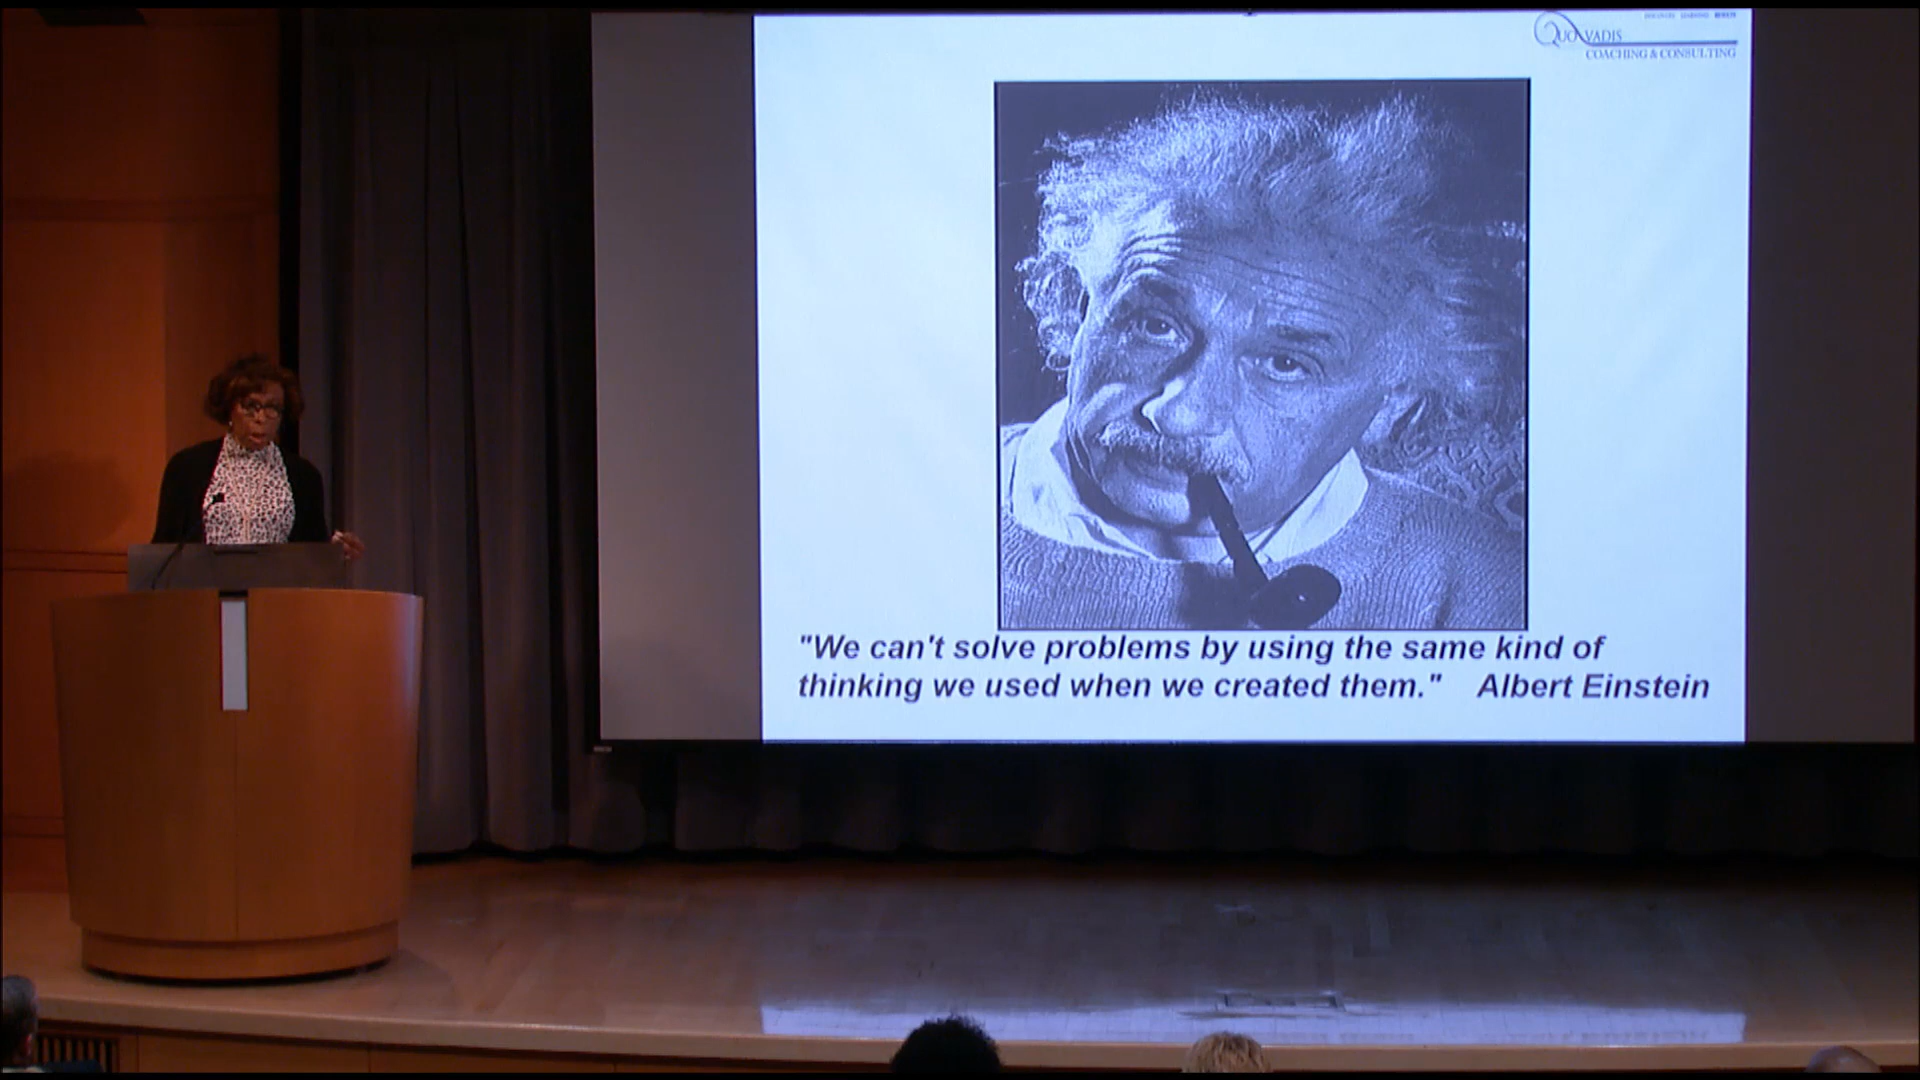 QUO VADIS
COACHING & CONSULTING
"We can't solve problems by using the same kind of
thinking we used when we created them." Albert Einstein